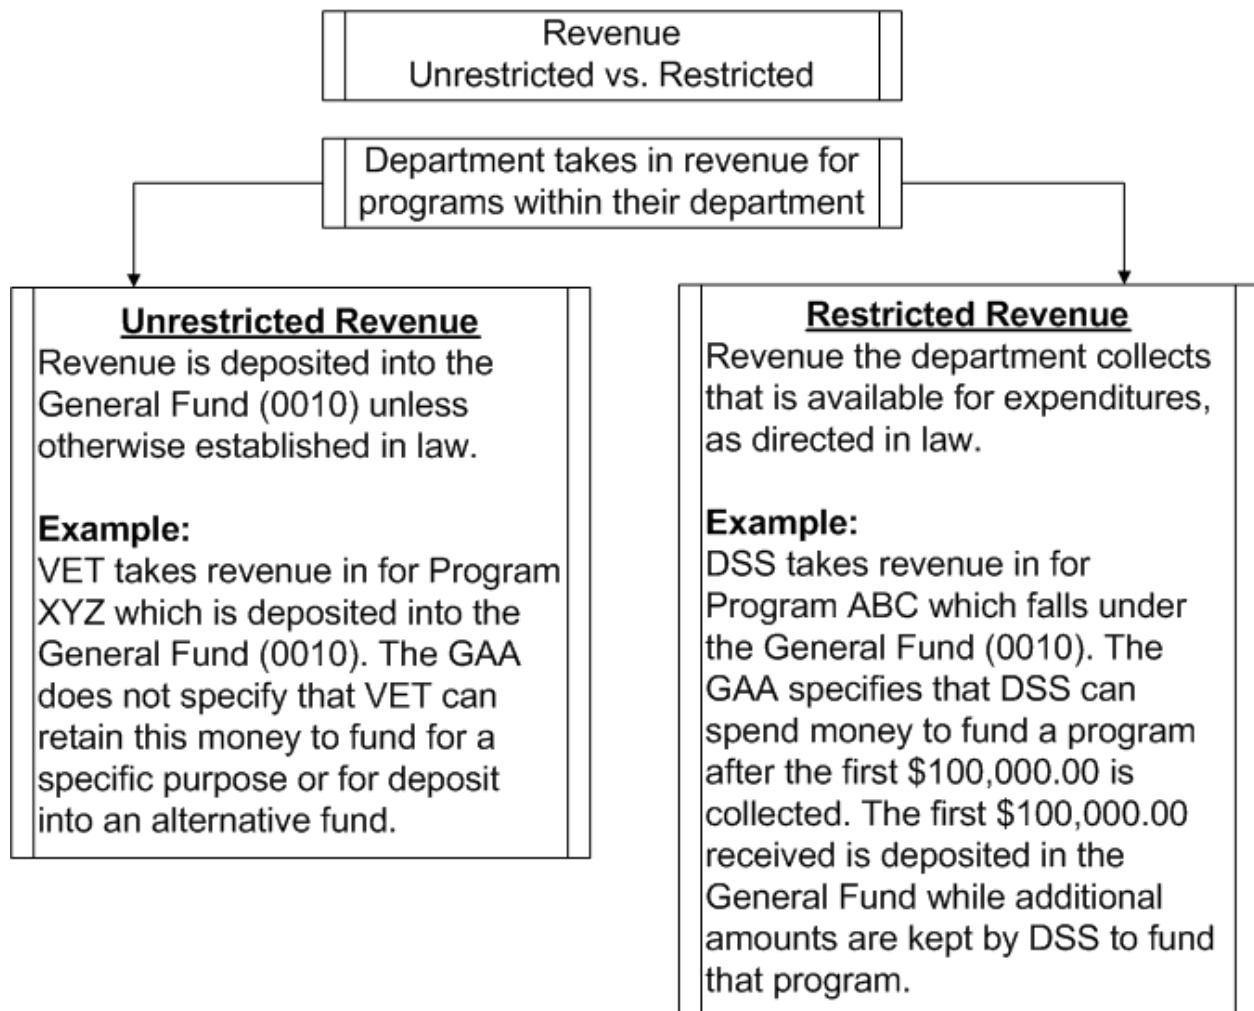 Revenue
Unrestricted vs. Restricted
Department takes in revenue for
programs within their department
Unrestricted Revenue
Revenue is deposited into the
General Fund (0010) unless
otherwise established in law.
Example:
VET takes revenue in for Program
XYZ which is deposited into the
General Fund (0010). The GAA
does not specify that VET can
retain this money to fund for a
specific purpose or for deposit
into an alternative fund.
Restricted Revenue
Revenue the department collects
that is available for expenditures,
as directed in law.
Example:
DSS takes revenue in for
Program ABC which falls under
the General Fund (0010). The
GAA specifies that DSS can
spend money to fund a program
after the first $100,000.00 is
collected. The first $100,000.00
received is deposited in the
General Fund while additional
amounts are kept by DSS to fund
that program.